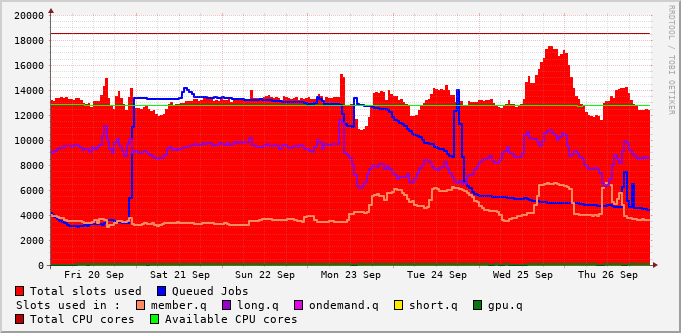 20000
18000
16000
14000
12000
10000
8000
6000
4000
2000
0
Fri 20 Sep Sat 21 Sep Sun 22 Sep Mon 23 Sep Tue 24 Sep Wed 25 Sep Thu 26 Sep
Total slots used Queued Jobs
Slots used in : member.q long.q ondemand.q short.q gpu.q
Total CPU cores Available CPU cores
RRDTOOL / TOBI OETIKER